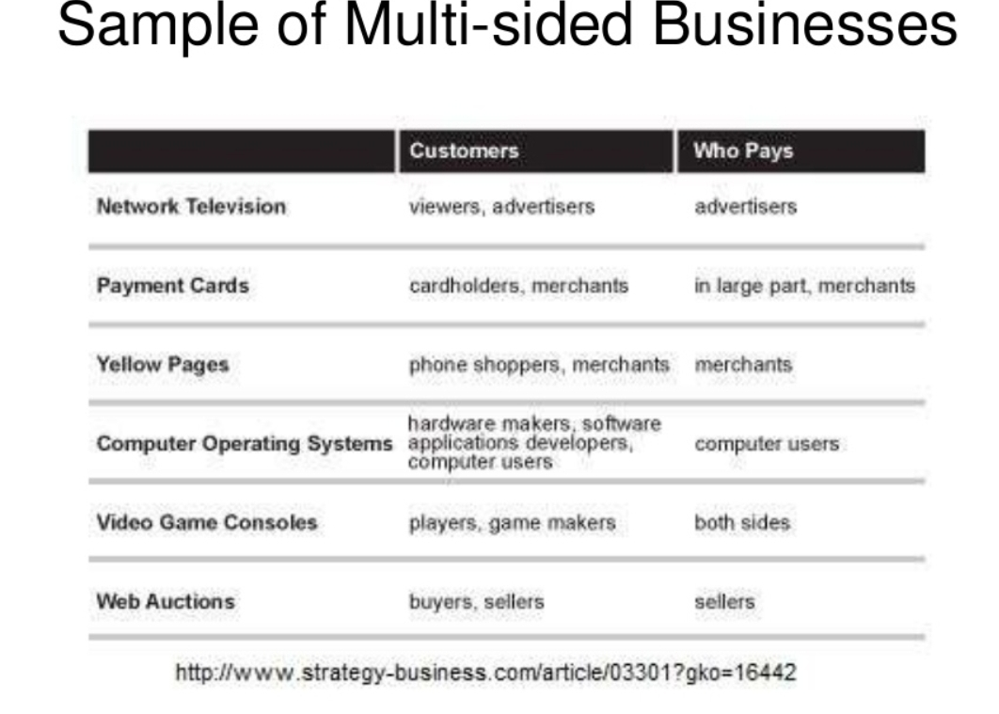 Sample of Multi-sided Businesses
Customers Who Pays
Network Television viewers, advertisers advertisers
Payment Cards cardholders, merchants in large part, merchants
Yellow Pages phone shoppers, merchants merchants
Computer Operating Systems hardware makers, software
applications developers,
computer users computer users
Video Game Consoles players, game makers both sides
Web Auctions buyers, sellers sellers
http://www.strategy-business.com/article/03301?gko=16442